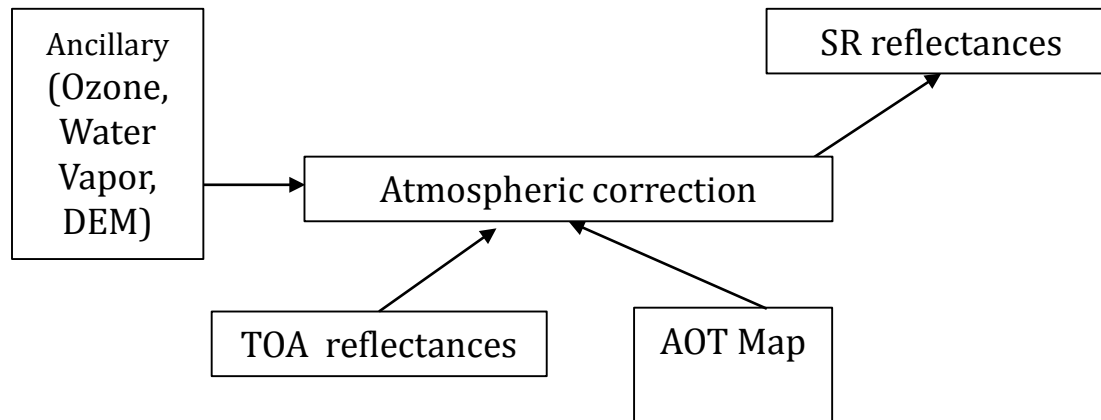 Ancillary
(Ozone,
Water
Vapor,
DEM)
SR reflectances
Atmospheric correction
TOA  reflectances
AOT Map